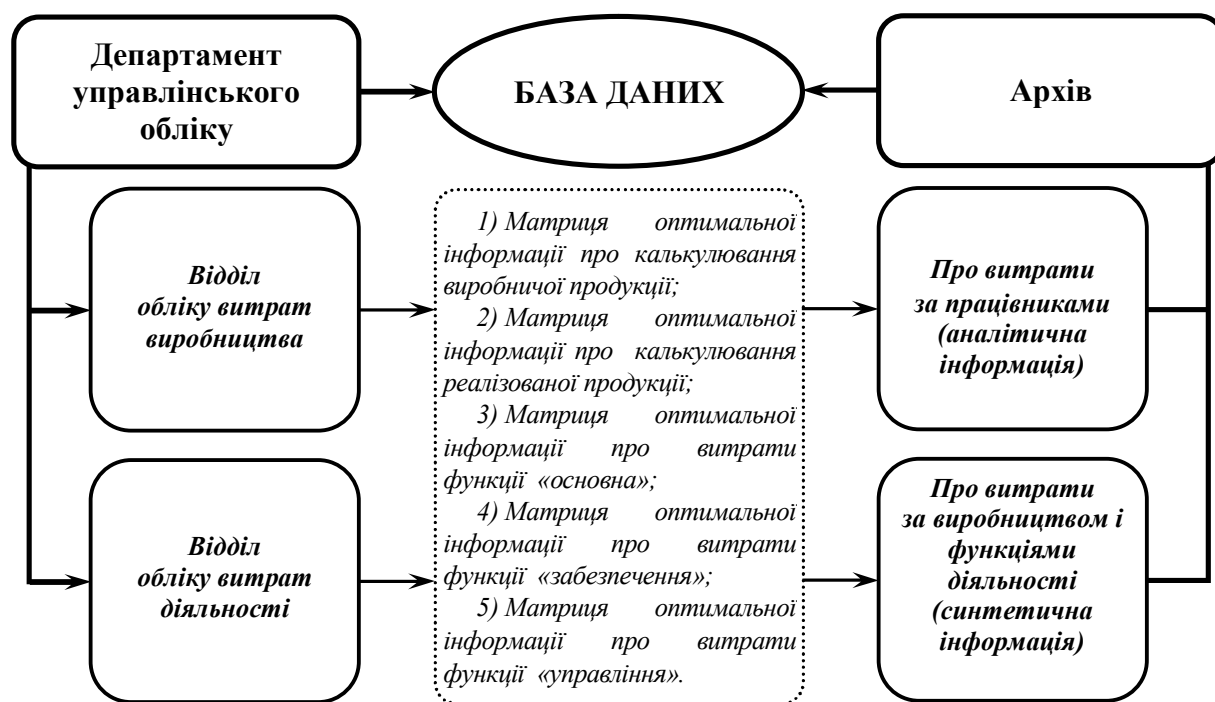 Департамент
управлінського
обліку
БАЗА ДАНИХ
Архів
Відділ
обліку витрат
виробництва
Відділ
обліку витрат
діяльності
1) Матриця оптимальної
інформації про калькулювання
виробничої продукції;
2) Матриця оптимальної
інформації про калькулювання
реалізованої продукції;
3) Матриця оптимальної
інформації про витрати
функції «основна»;
4) Матриця оптимальної
інформації про витрати
функції «забезпечення»;
5) Матриця оптимальної
інформації про витрати
функції «управління».
Про витрати
за працівниками
(аналітична
інформація)
Про витрати
за виробництвом і
функціями
діяльності
(синтетична
інформація)